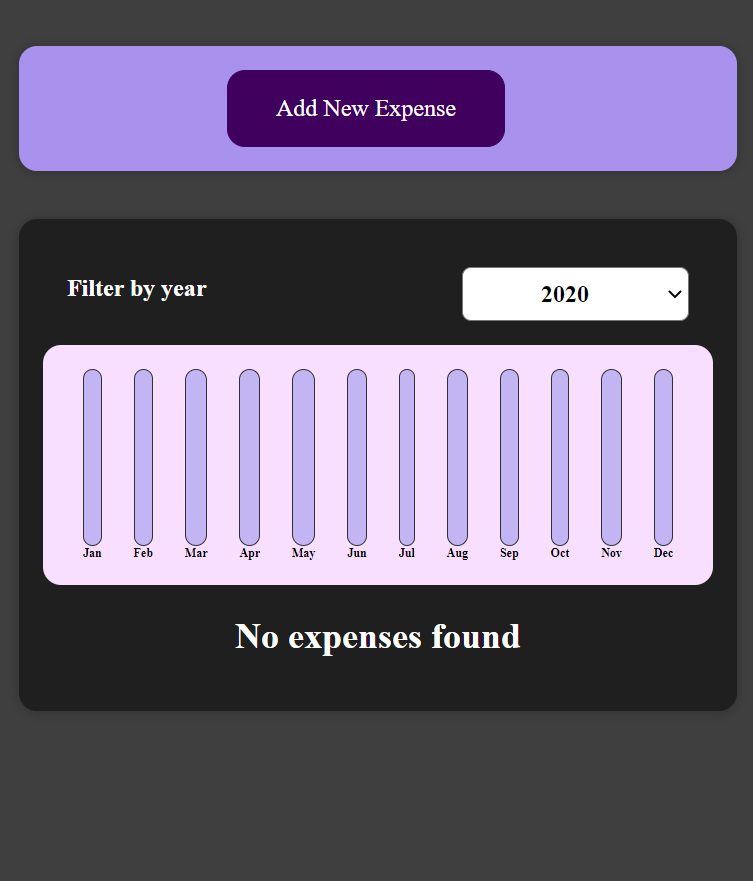 Add New Expense
Filter by year 2020
Jan Feb Mar Apr May Jun Jul Aug Sep Oct Nov Dec
No expenses found